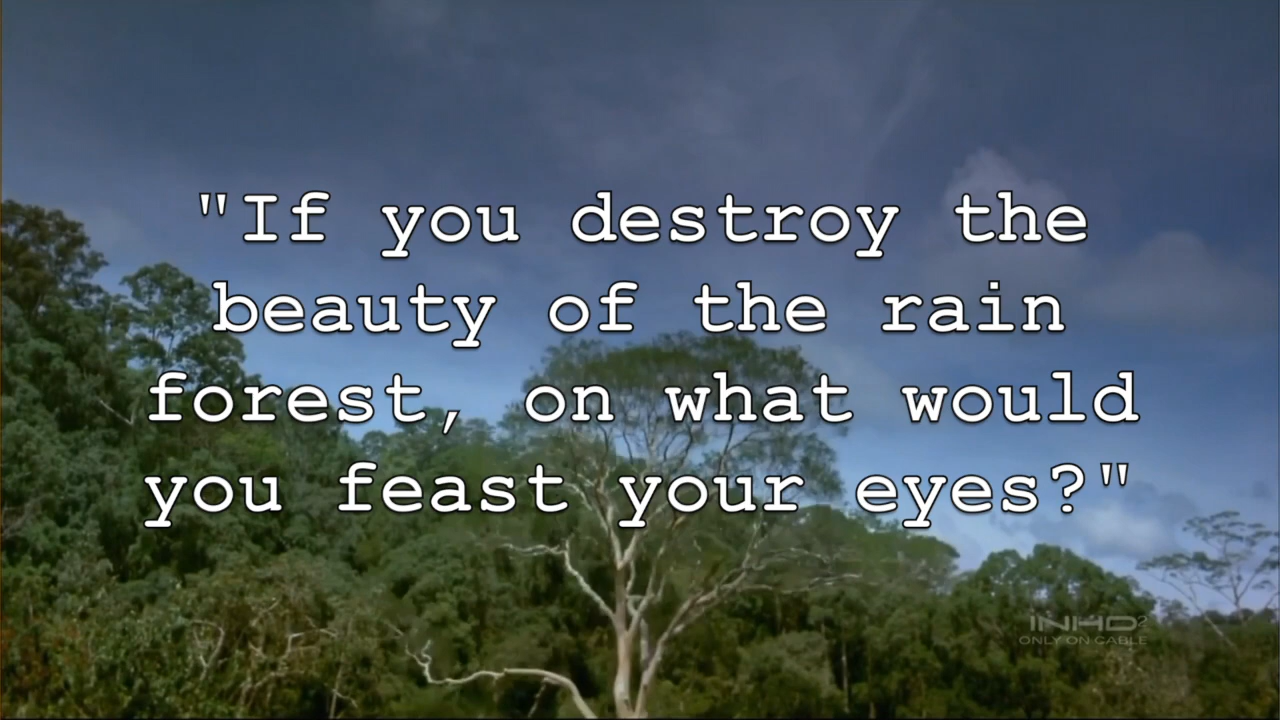 "If you destroy the
beauty of the rain
forest, on what would
you feast your eyes?"
INHD2
ONLY ON CABLE